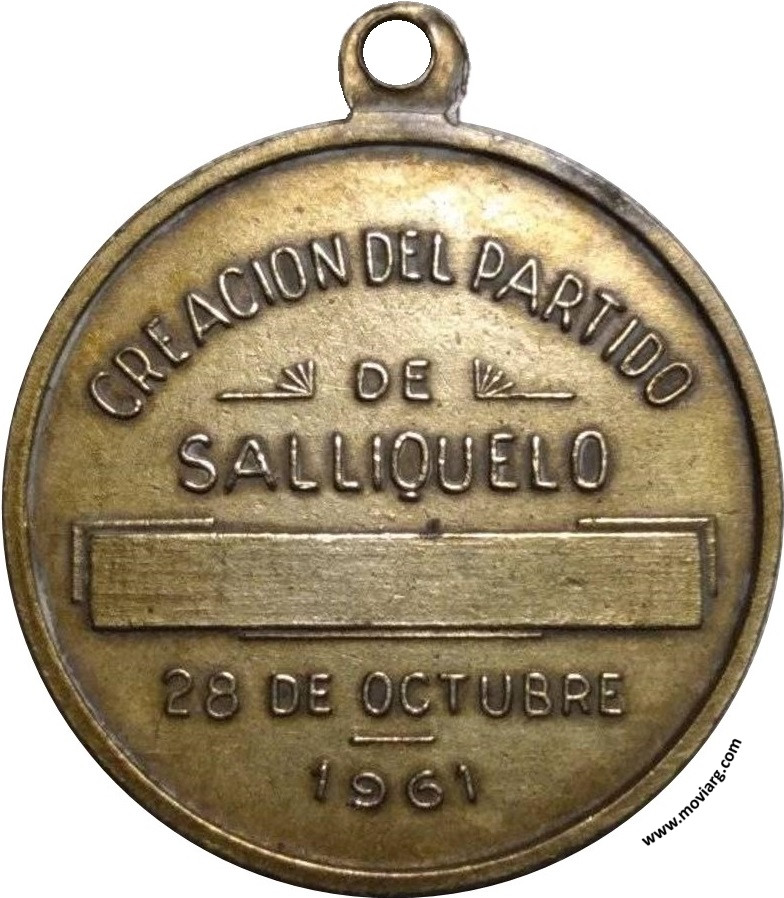 CREACION DEL PARTIDO
DE
SALLIQUELO
28 DE OCTUBRE
1961
www.moviarg.com